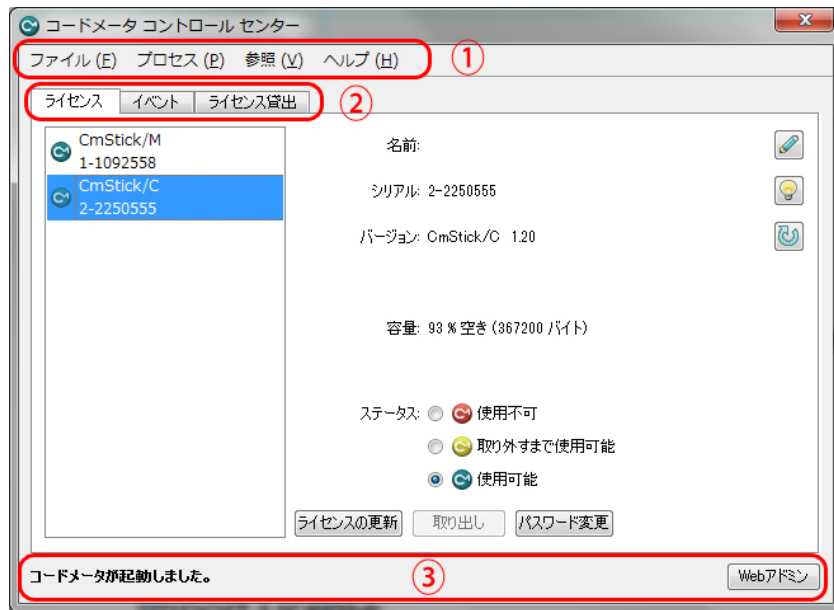 コードメータ コントロール センター
ファイル (F) プロセス (P) 参照 (V) ヘルプ (H) ①
ライセンス イベント ライセンス貸出 ②
CmStick/M
1-1092558
CmStick/C
2-2250555
名前:
シリアル: 2-2250555
バージョン: CmStick/C 1.20
容量: 93 % 空き (367200 バイト)
ステータス: 使用不可
取り外すまで使用可能
使用可能
ライセンスの更新 取り出し パスワード変更
コードメータが起動しました。 ③ Webアドミン